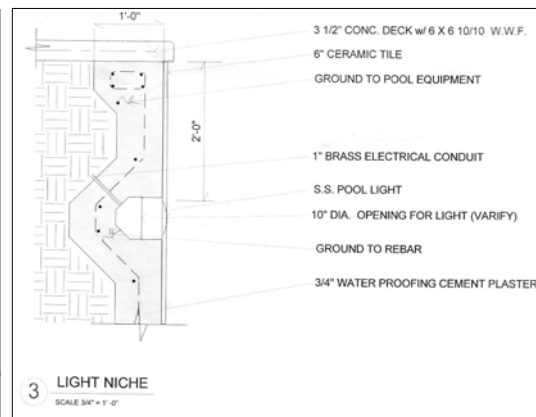 1'-0"
3 1/2" CONC. DECK w/ 6 X 6 10/10 W.W.F.
6" CERAMIC TILE
GROUND TO POOL EQUIPMENT
2'-0"
1" BRASS ELECTRICAL CONDUIT
S.S. POOL LIGHT
10" DIA. OPENING FOR LIGHT (VARIFY)
GROUND TO REBAR
3/4" WATER PROOFING CEMENT PLASTER
3 LIGHT NICHE
SCALE 3/4" = 1'-0"